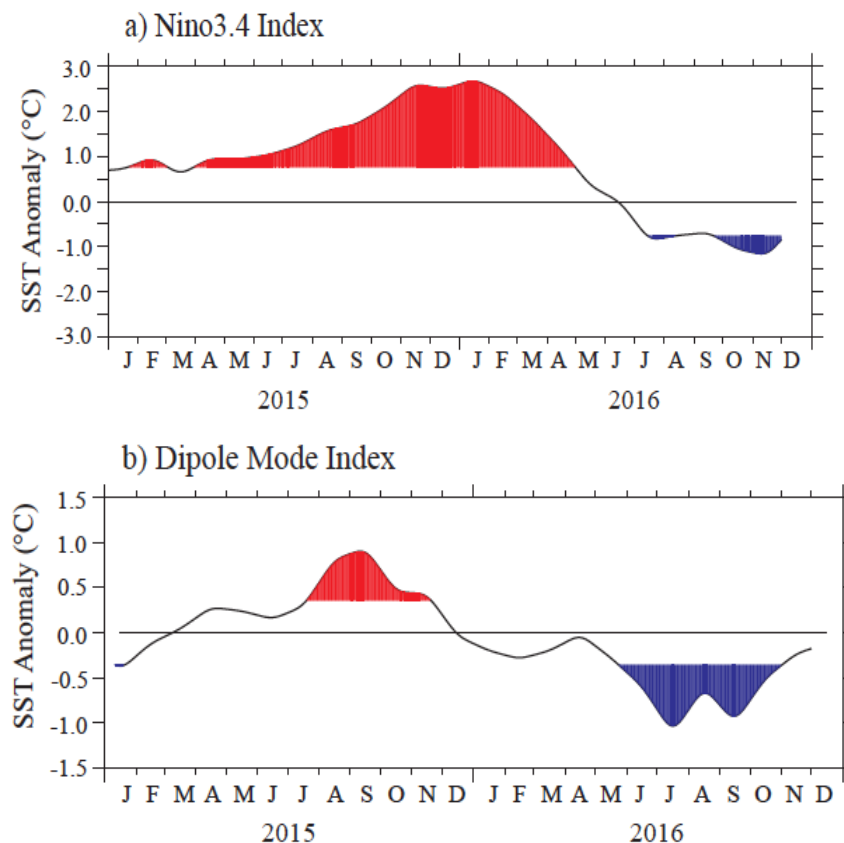 a) Nino3.4 Index
SST Anomaly (°C)
3.0
2.0
1.0
0.0
-1.0
-2.0
-3.0
J F M A M J J A S O N D J F M A M J J A S O N D
2015 2016
b) Dipole Mode Index
SST Anomaly (°C)
1.5
1.0
0.5
0.0
-0.5
-1.0
-1.5
J F M A M J J A S O N D J F M A M J J A S O N D
2015 2016